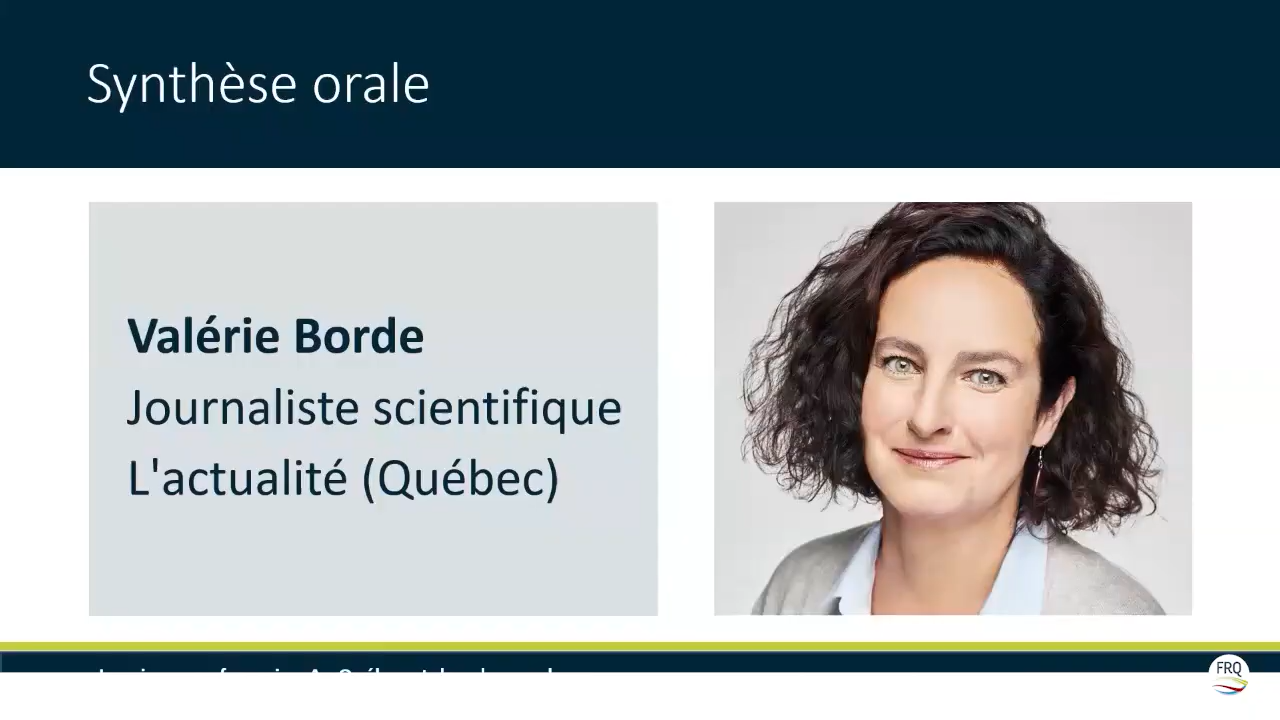 Synthèse orale
Valérie Borde
Journaliste scientifique
L'actualité (Québec)
FRQ